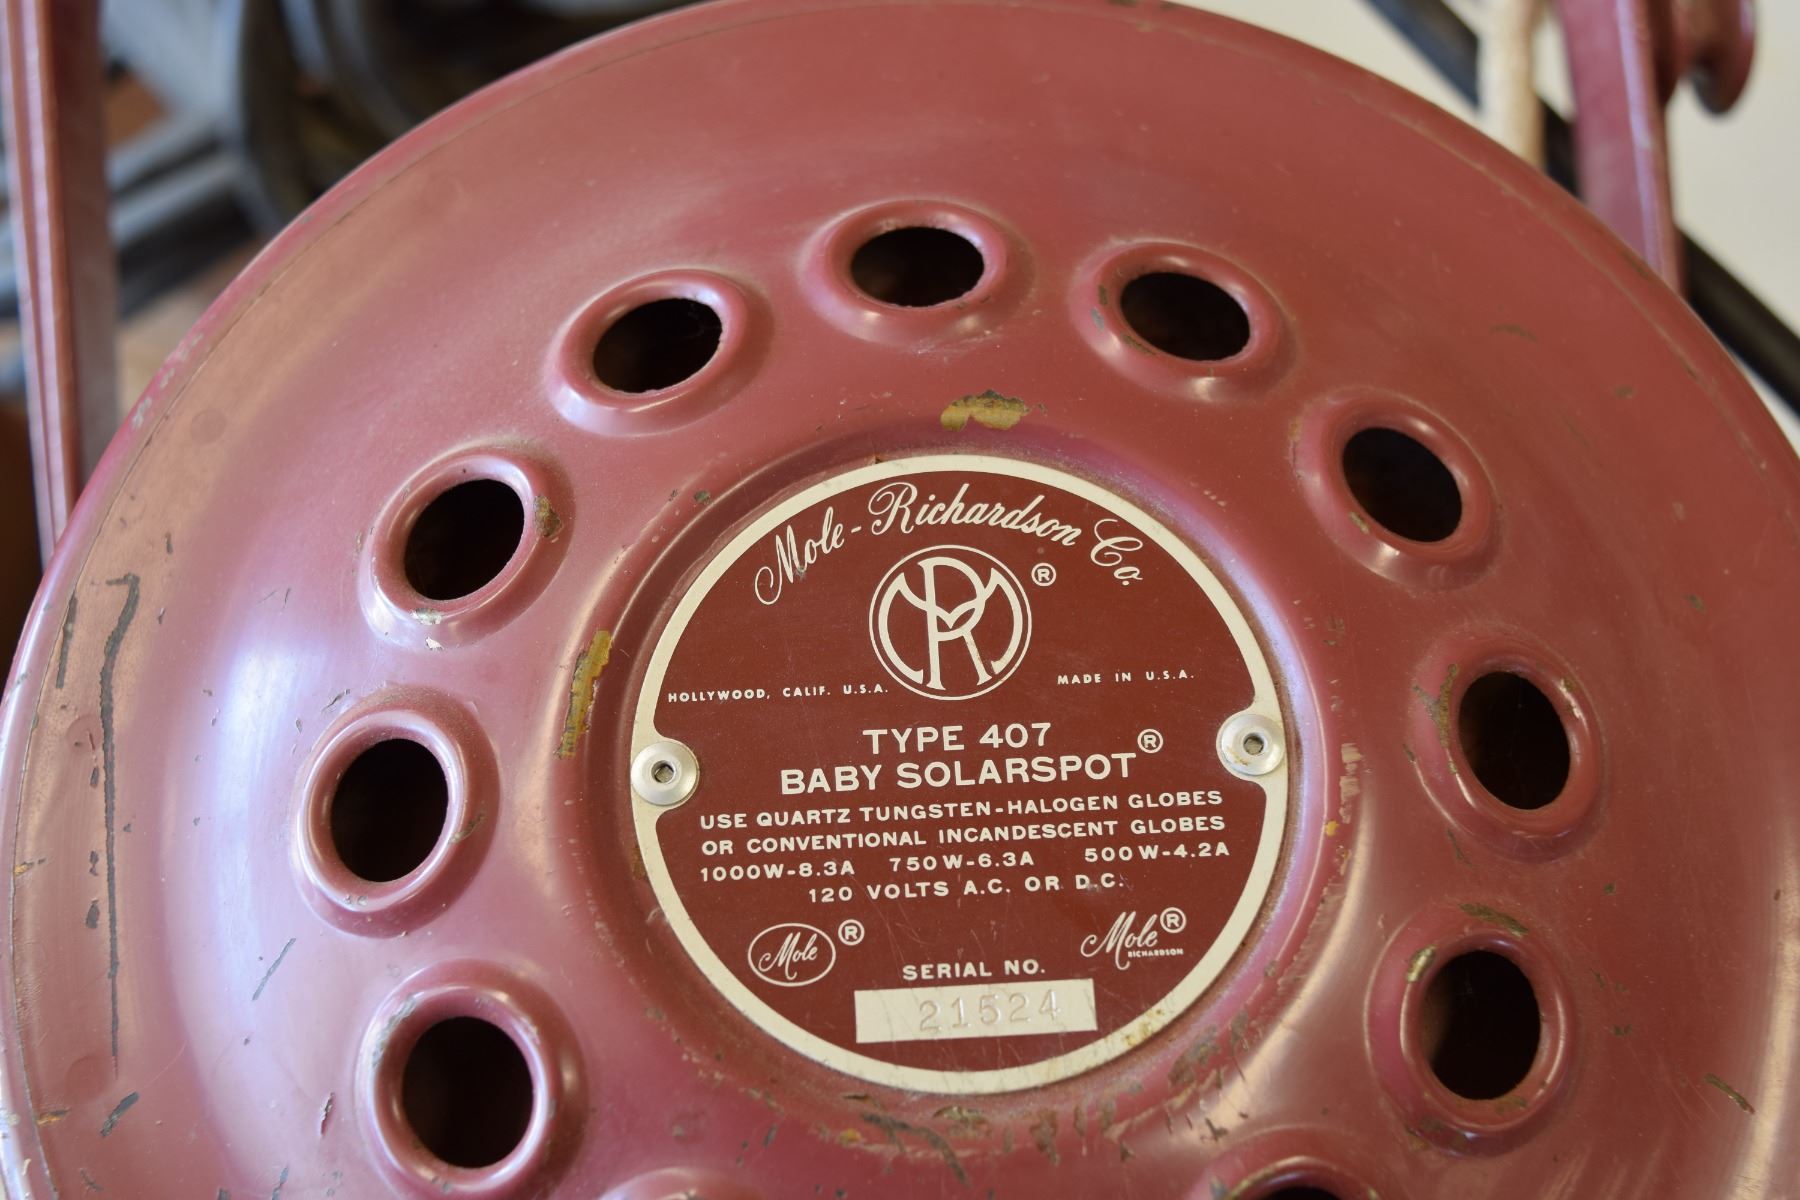 Mole-Richardson Co.
MR ®
HOLLYWOOD, CALIF. U.S.A. MADE IN U.S.A.
TYPE 407
BABY SOLARSPOT®
USE QUARTZ TUNGSTEN-HALOGEN GLOBES
OR CONVENTIONAL INCANDESCENT GLOBES
1000W-8.3A 750W-6.3A 500W-4.2A
120 VOLTS A.C. OR D.C.
Mole ® Mole ®
RICHARDSON
SERIAL NO.
21524